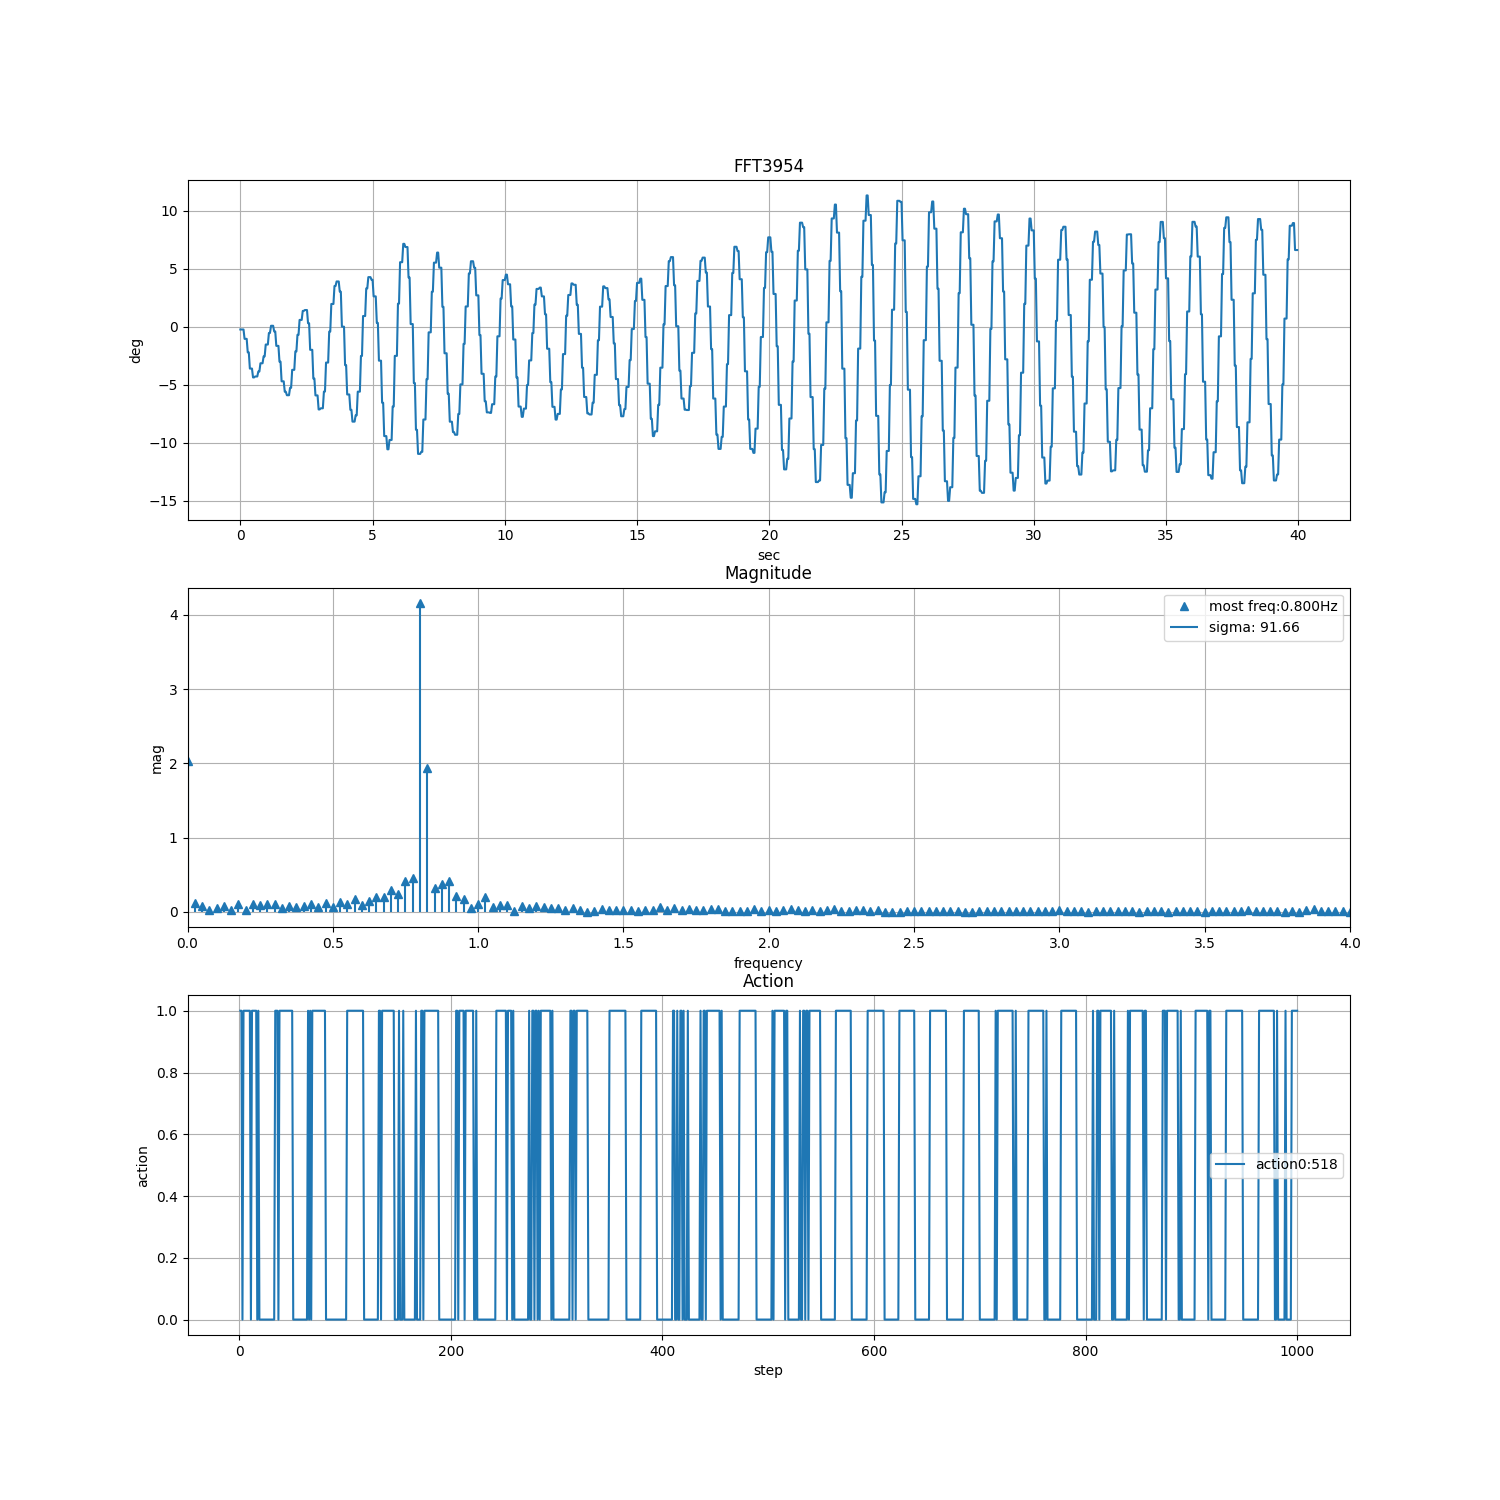 FFT3954
10
5
0
−5
−10
−15
deg
0 5 10 15 20 25 30 35 40
sec
Magnitude
most freq:0.800Hz
sigma: 91.66
4
3
2
1
0
mag
0.0 0.5 1.0 1.5 2.0 2.5 3.0 3.5 4.0
frequency
Action
1.0
0.8
0.6
0.4
0.2
0.0
action
action0:518
0 200 400 600 800 1000
step